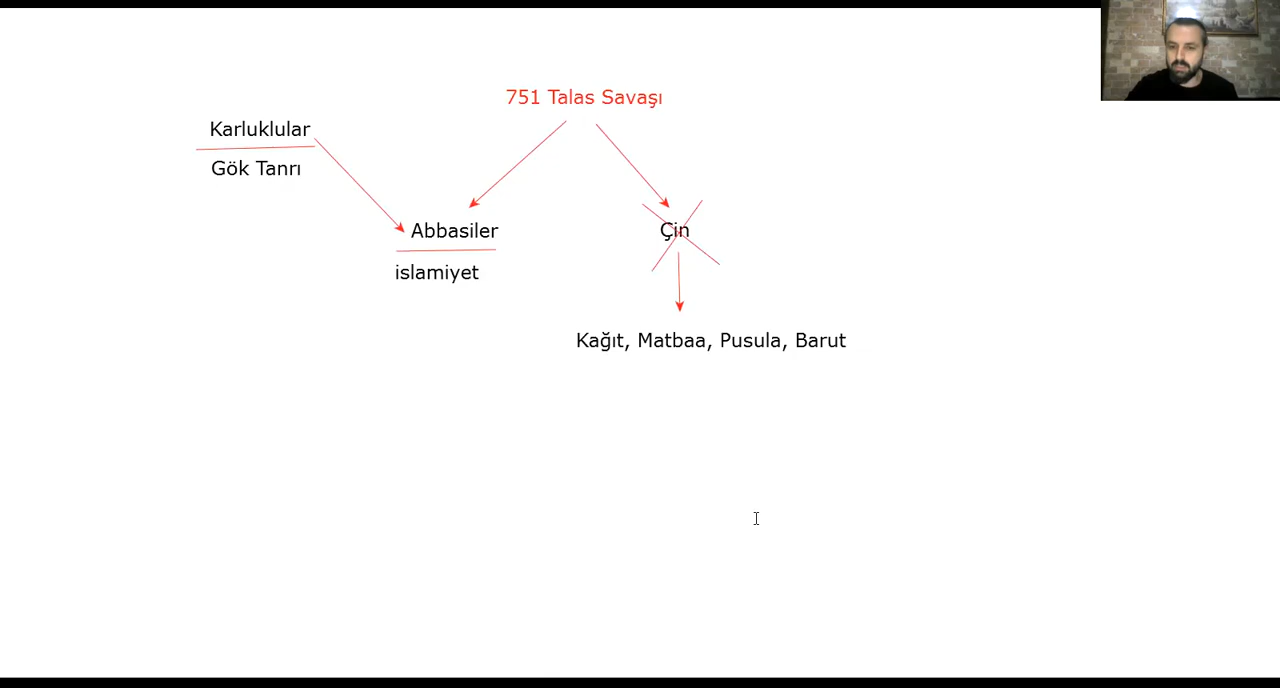 751 Talas Savaşı
Karluklular
Gök Tanrı
Abbasiler
Çin
islamiyet
Kağıt, Matbaa, Pusula, Barut